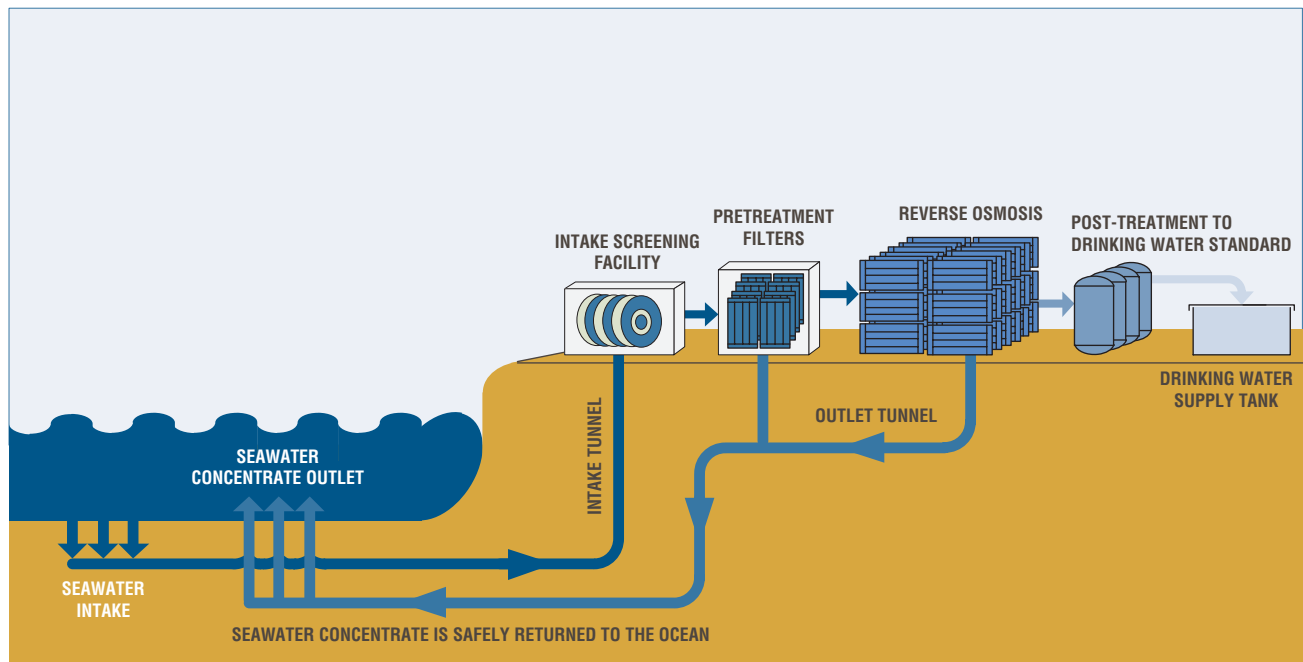 INTAKE SCREENING
FACILITY
PRETREATMENT
FILTERS
REVERSE OSMOSIS
POST-TREATMENT TO
DRINKING WATER STANDARD
DRINKING WATER
SUPPLY TANK
OUTLET TUNNEL
INTAKE TUNNEL
SEAWATER
CONCENTRATE OUTLET
SEAWATER
INTAKE
SEAWATER CONCENTRATE IS SAFELY RETURNED TO THE OCEAN